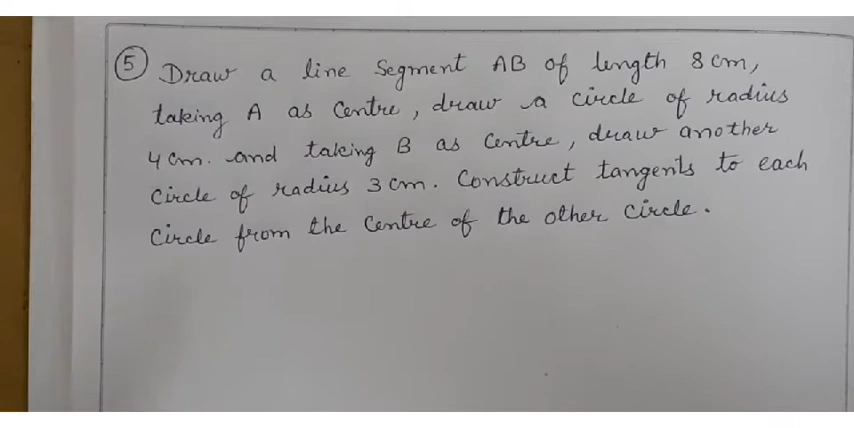 5 Draw a line segment AB of length 8 cm,
taking A as centre, draw a circle of radius
4 cm. and taking B as centre, draw another
circle of radius 3 cm. Construct tangents to each
circle from the centre of the other circle.